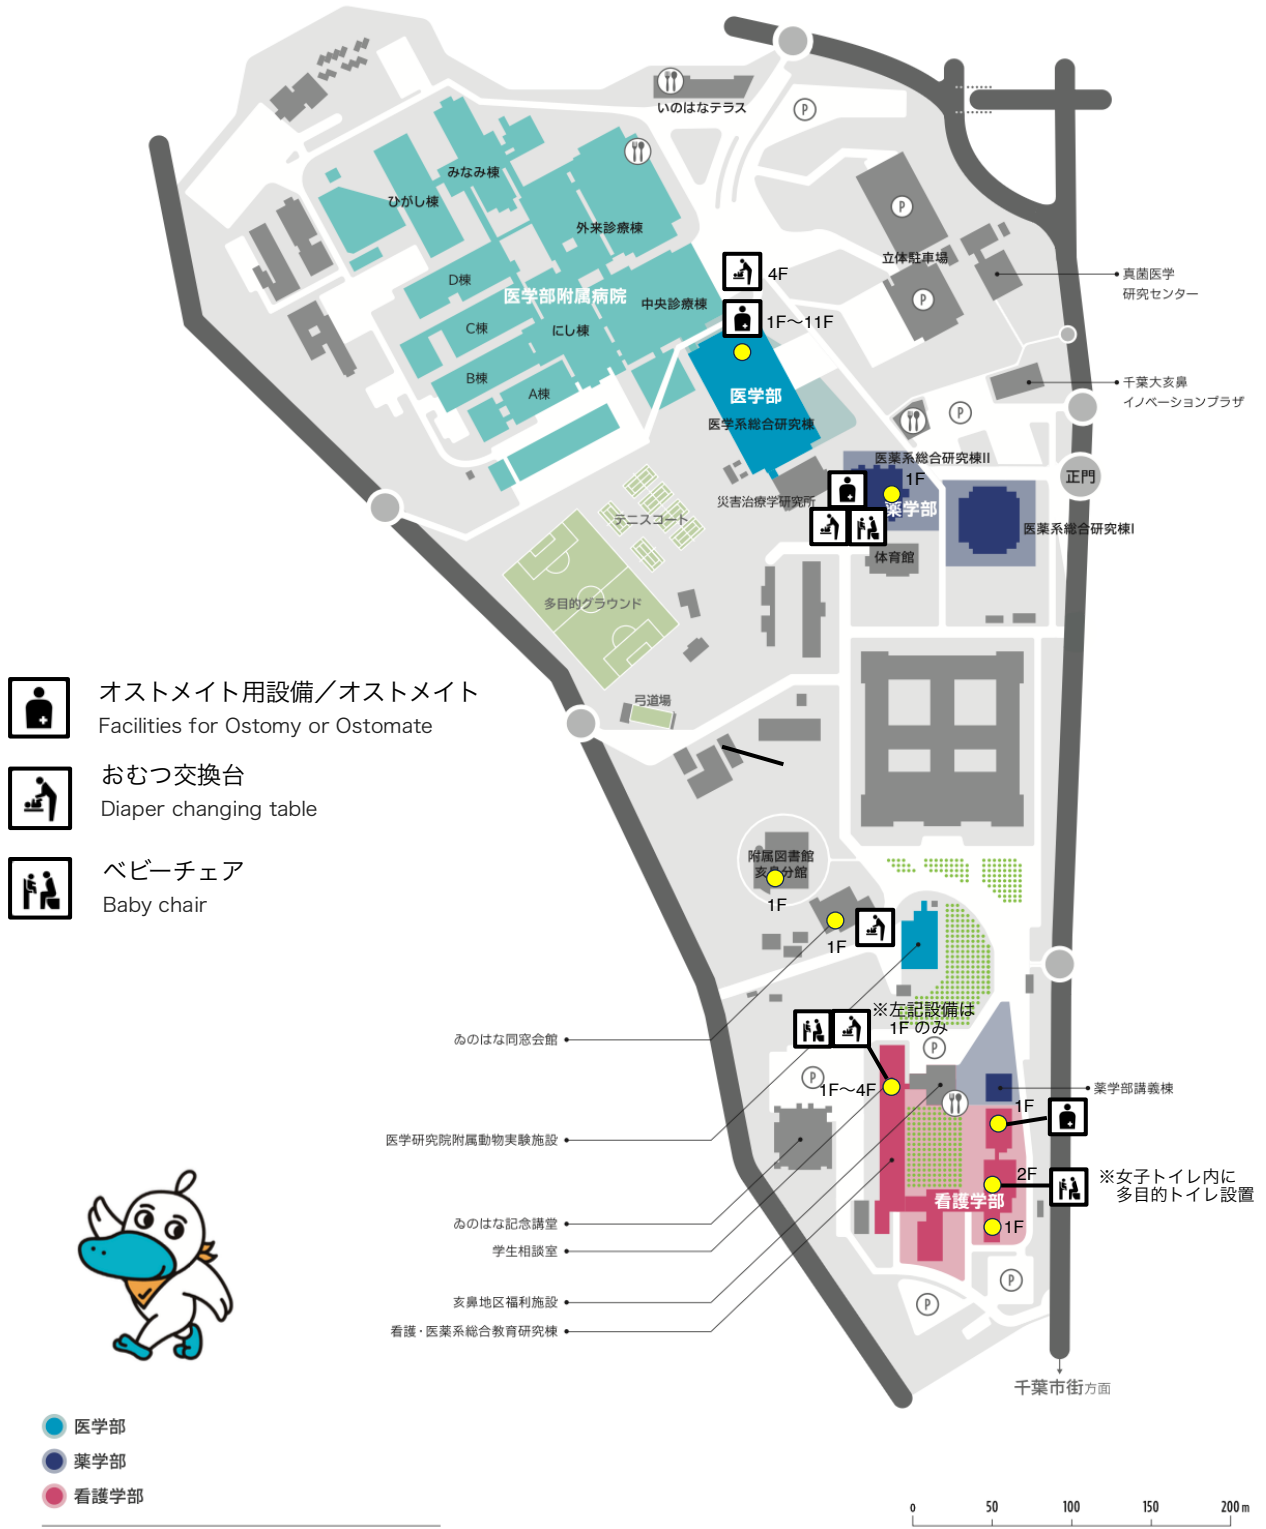 いのはなテラス
P
みなみ棟
ひがし棟
P
外来診療棟
立体駐車場
D棟
医学部附属病院
中央診療棟
4F
P
真菌医学
研究センター
C棟
にし棟
1F〜11F
B棟
A棟
医学部
医学系総合研究棟
千葉大亥鼻
イノベーションプラザ
P
医薬系総合研究棟II
1F
正門
災害治療学研究所
薬学部
テニスコート
医薬系総合研究棟I
体育館
多目的グラウンド
弓道場
オストメイト用設備／オストメイト
Facilities for Ostomy or Ostomate
おむつ交換台
Diaper changing table
ベビーチェア
Baby chair
附属図書館
亥鼻分館
1F
1F
※左記設備は
1Fのみ
ゐのはな同窓会館
P
P
1F〜4F
薬学部講義棟
1F
医学研究院附属動物実験施設
2F
※女子トイレ内に
多目的トイレ設置
看護学部
1F
ゐのはな記念講堂
学生相談室
P
亥鼻地区福利施設
P
看護・医薬系総合教育研究棟
千葉市街方面
医学部
薬学部
看護学部
0 50 100 150 200m